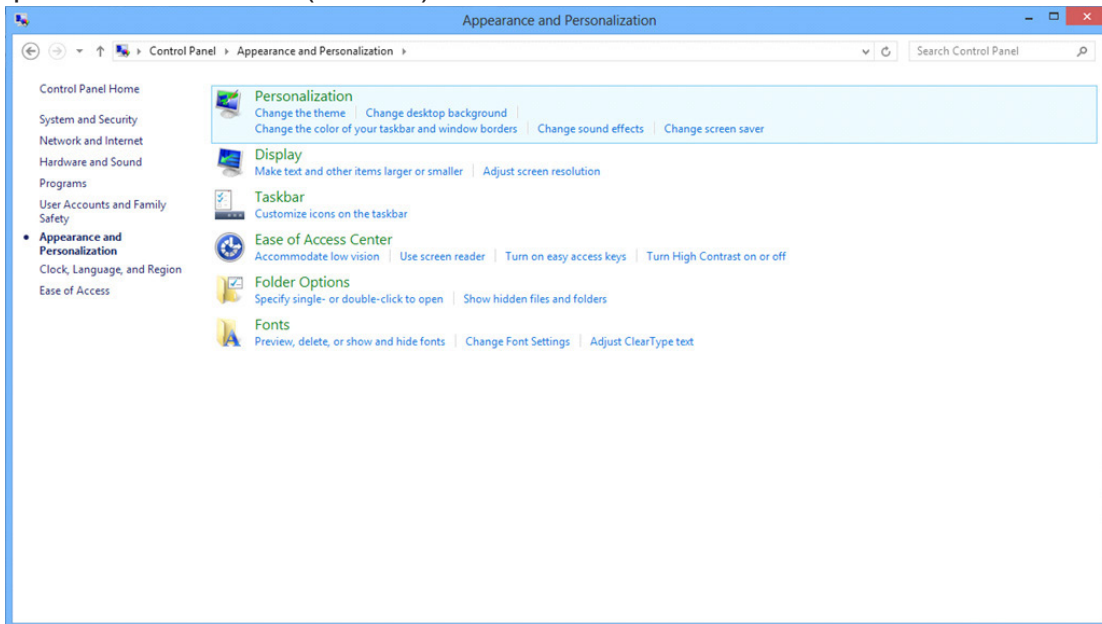 Appearance and Personalization
Control Panel Appearance and Personalization
Search Control Panel
Control Panel Home
System and Security
Network and Internet
Hardware and Sound
Programs
User Accounts and Family
Safety
Appearance and
Personalization
Clock, Language, and Region
Ease of Access
Personalization
Change the theme Change desktop background
Change the color of your taskbar and window borders Change sound effects Change screen saver
Display
Make text and other items larger or smaller Adjust screen resolution
Taskbar
Customize icons on the taskbar
Ease of Access Center
Accommodate low vision Use screen reader Turn on easy access keys Turn High Contrast on or off
Folder Options
Specify single- or double-click to open Show hidden files and folders
Fonts
Preview, delete, or show and hide fonts Change Font Settings Adjust ClearType text